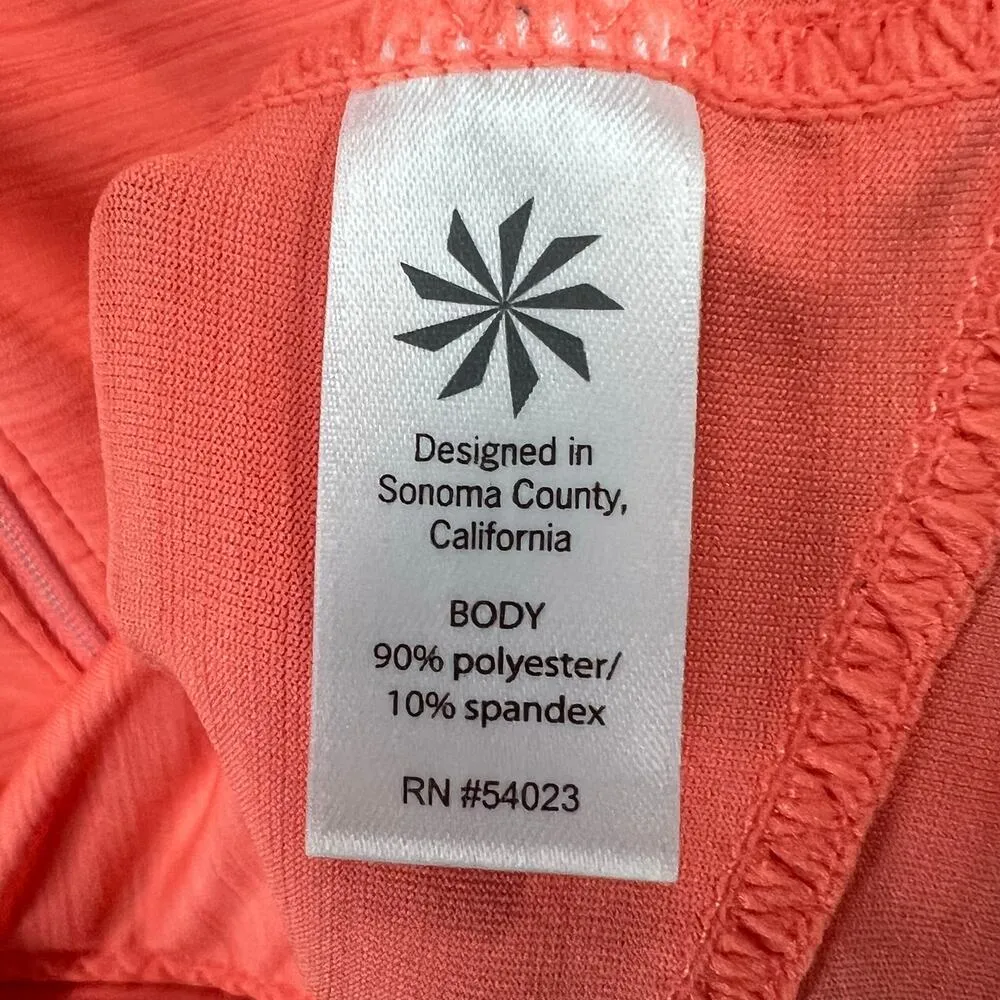 Designed in
Sonoma County,
California
BODY
90% polyester/
10% spandex
RN #54023